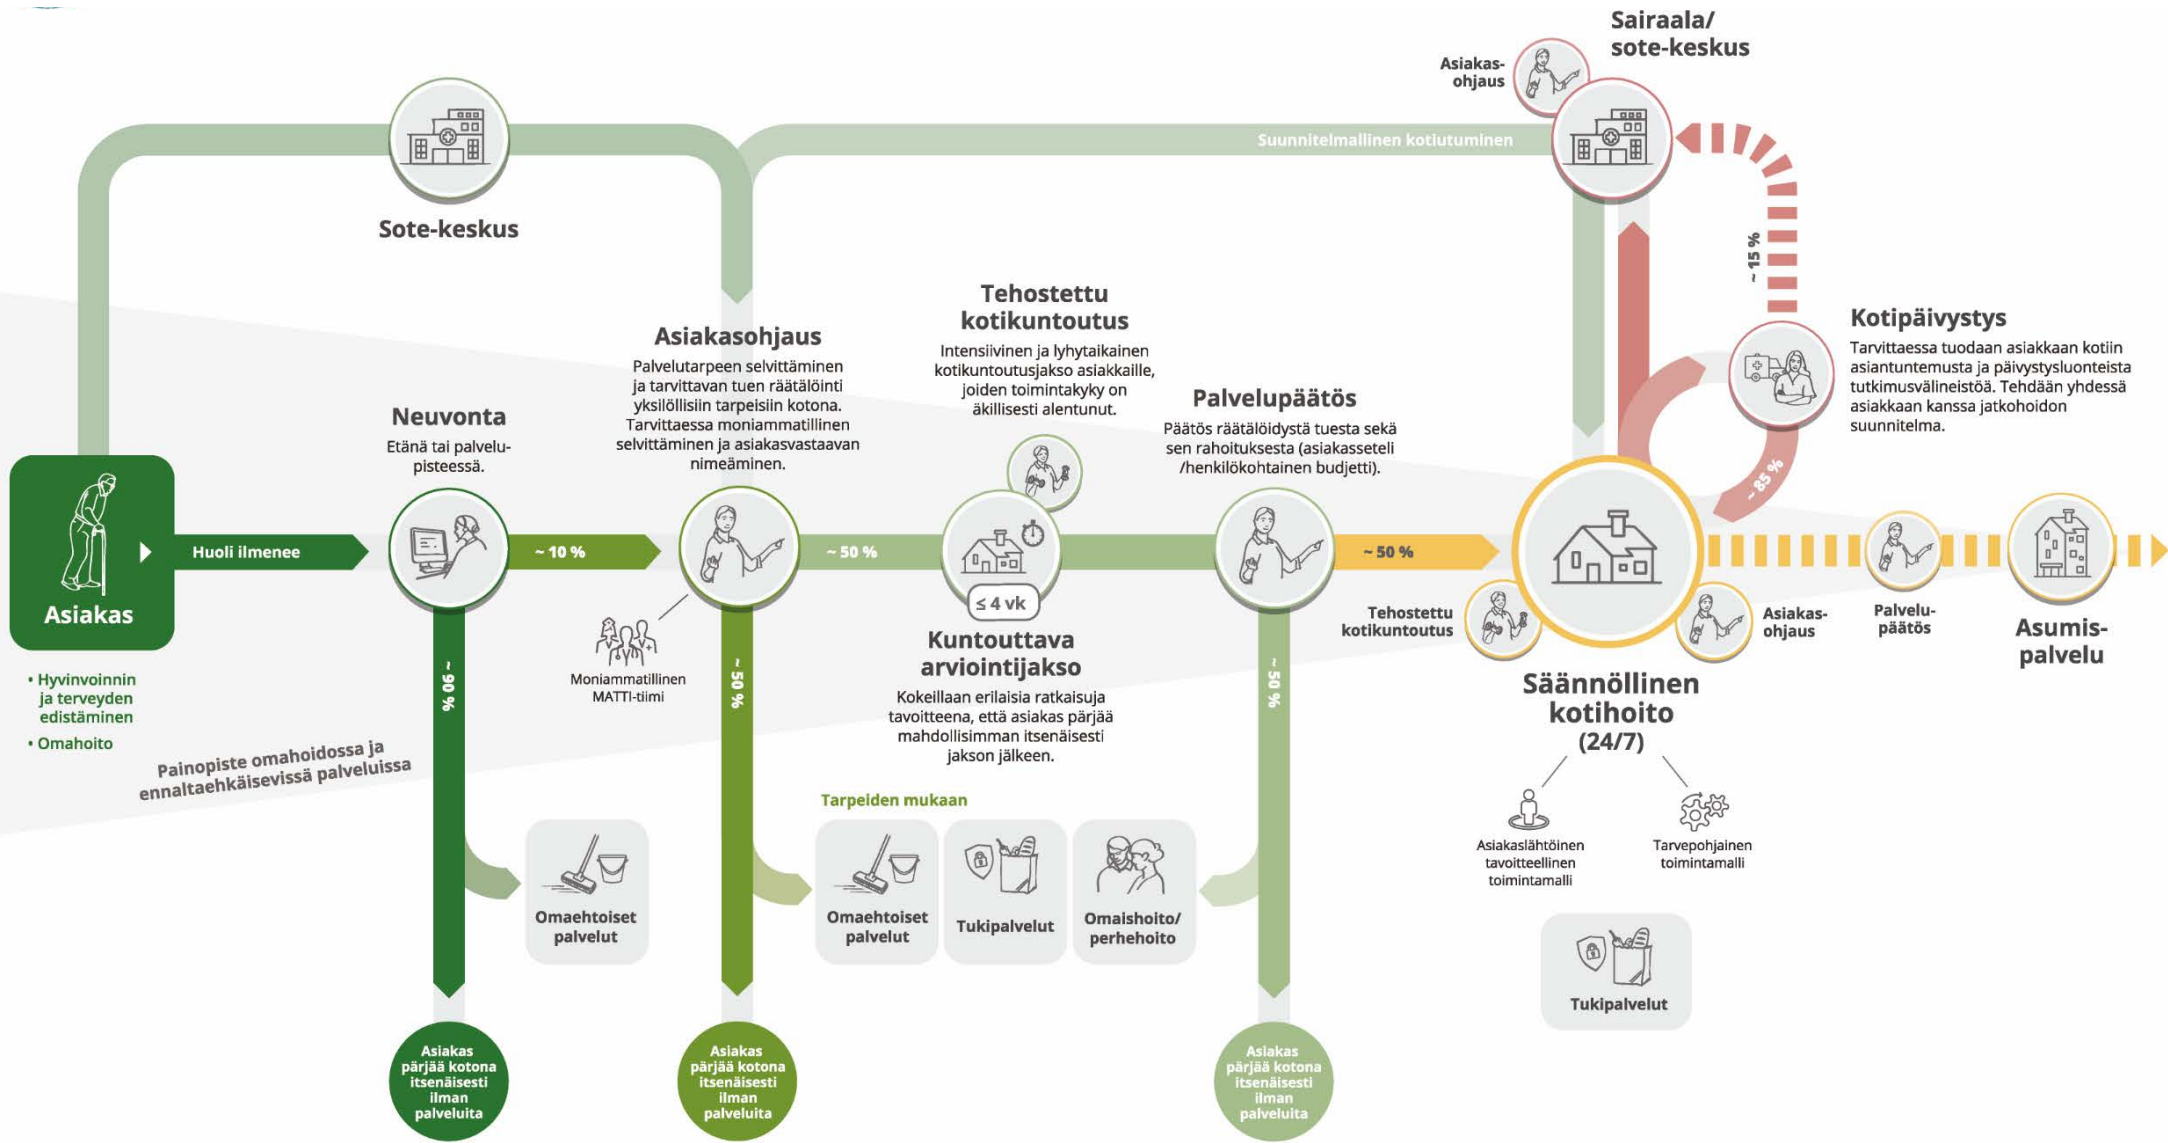 Sairaala/
sote-keskus
Asiakas-
ohjaus
Suunnitelmallinen kotiutuminen
Sote-keskus
~ 15 %
Tehostettu
kotikuntoutus
Intensiivinen ja lyhytaikainen
kotikuntoutusjakso asiakkaille,
joiden toimintakyky on
äkillisesti alentunut.
Kotipäivystys
Tarvittaessa tuodaan asiakkaan kotiin
asiantuntemusta ja päivystysluonteista
tutkimusvälineistöä. Tehdään yhdessä
asiakkaan kanssa jatkohoidon
suunnitelma.
~ 85 %
Asiakasohjaus
Palvelutarpeen selvittäminen
ja tarvittavan tuen räätälöinti
yksilöllisiin tarpeisiin kotona.
Tarvittaessa moniammatillinen
selvittäminen ja asiakasvastaavan
nimeäminen.
Neuvonta
Etänä tai palvelu-
pisteessä.
Palvelupäätös
Päätös räätälöidystä tuesta sekä
sen rahoituksesta (asiakasseteli
/henkilökohtainen budjetti).
Asiakas
Huoli ilmenee
~ 10 %
~ 50 %
≤ 4 vk
~ 50 %
Tehostettu
kotikuntoutus
Asiakas-
ohjaus
Palvelu-
päätös
Asumis-
palvelu
• Hyvinvoinnin
ja terveyden
edistäminen
• Omahoito
Painopiste omahoidossa ja
ennaltaehkäisevissä palveluissa
~ 90 %
Moniammatillinen
MATTI-tiimi
~ 50 %
Kuntouttava
arviointijakso
Kokeillaan erilaisia ratkaisuja
tavoitteena, että asiakas pärjää
mahdollisimman itsenäisesti
jakson jälkeen.
~ 50 %
Säännöllinen
kotihoito
(24/7)
Asiakaslähtöinen
tavoitteellinen
toimintamalli
Tarvepohjainen
toimintamalli
Tarpeiden mukaan
Omaehtoiset
palvelut
Omaehtoiset
palvelut
Tukipalvelut
Omaishoito/
perhehoito
Tukipalvelut
Asiakas
pärjää kotona
itsenäisesti
ilman
palveluita
Asiakas
pärjää kotona
itsenäisesti
ilman
palveluita
Asiakas
pärjää kotona
itsenäisesti
ilman
palveluita